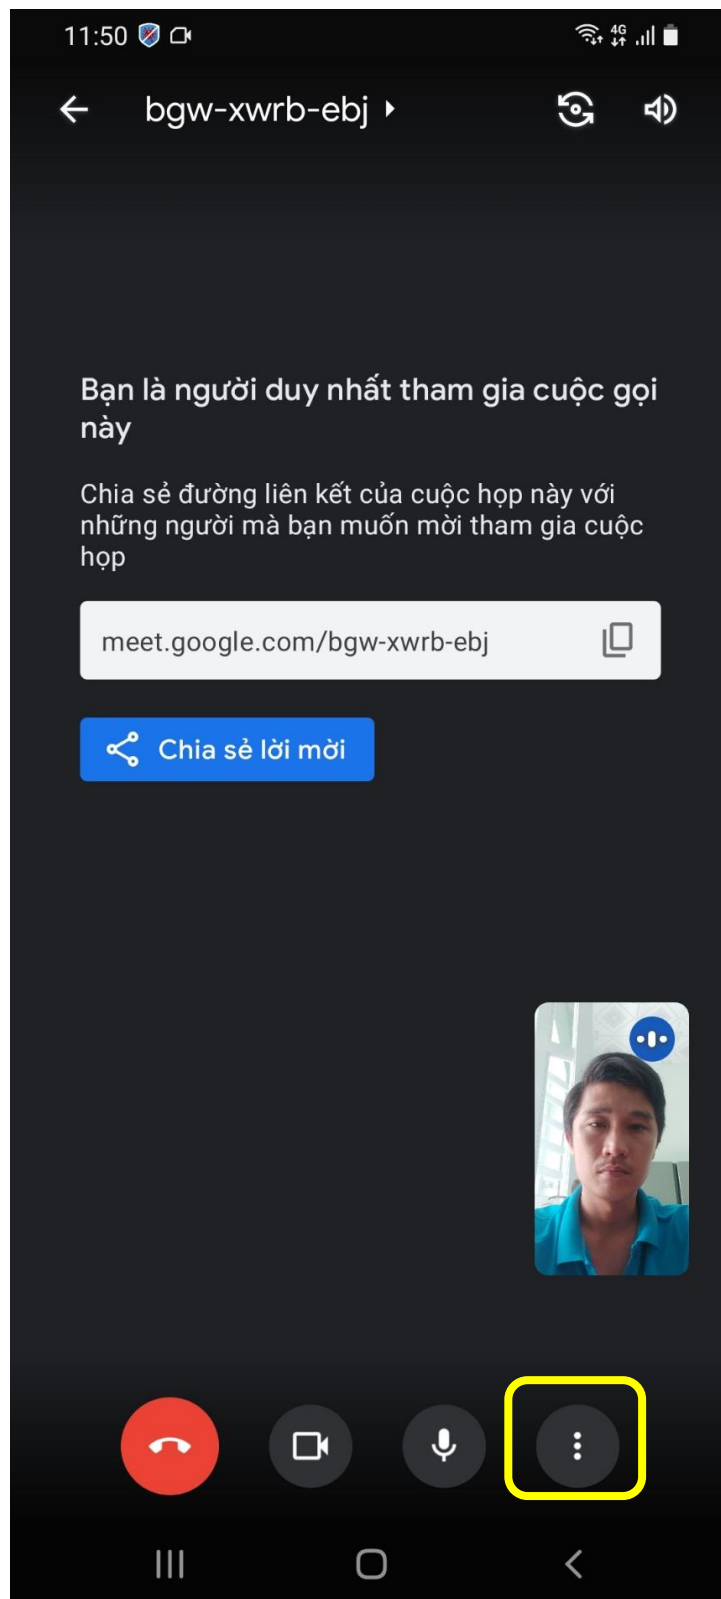 11:50 4G
bgw-xwrb-ebj
Bạn là người duy nhất tham gia cuộc gọi
này
Chia sẻ đường liên kết của cuộc họp này với
những người mà bạn muốn mời tham gia cuộc
họp
meet.google.com/bgw-xwrb-ebj
Chia sẻ lời mời